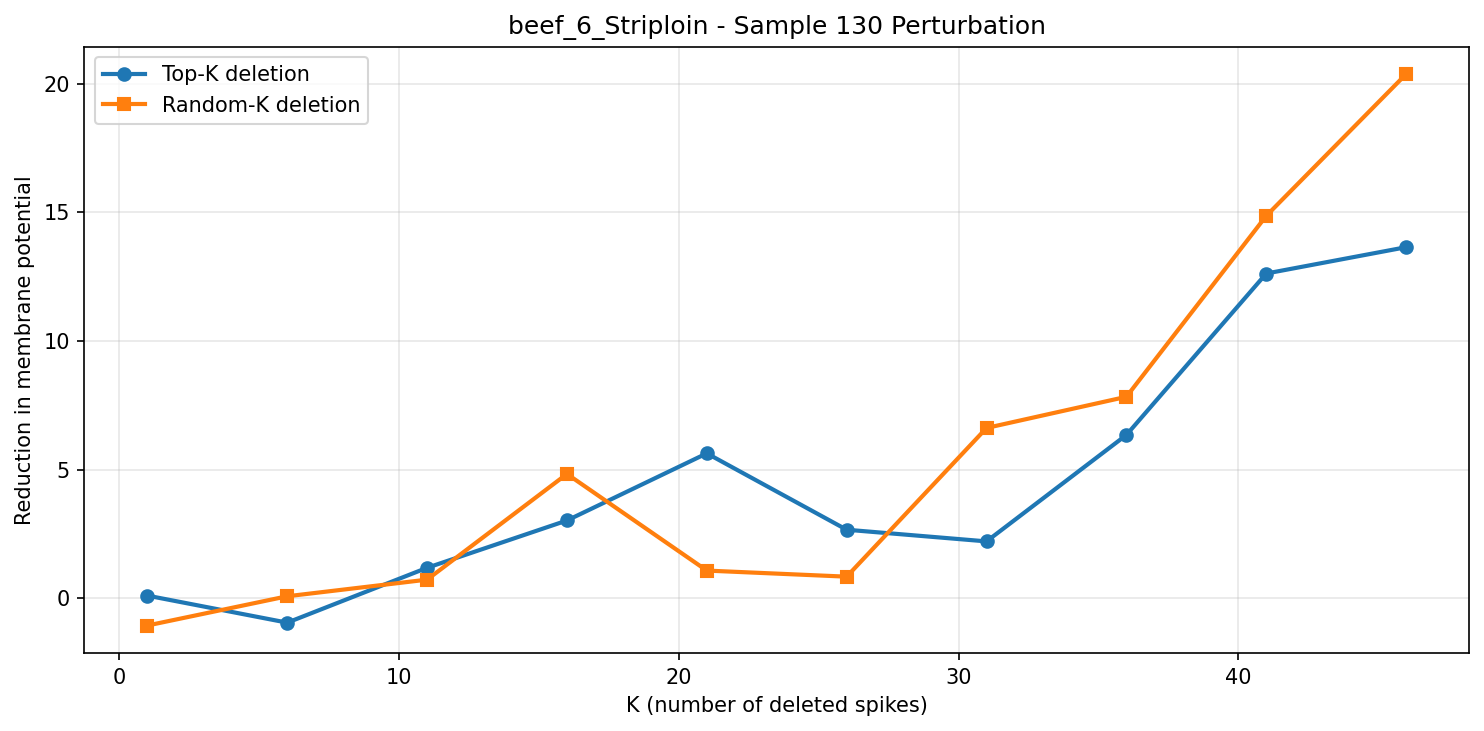 beef_6_Striploin - Sample 130 Perturbation
Top-K deletion
Random-K deletion
Reduction in membrane potential
20
15
10
5
0
0 10 20 30 40
K (number of deleted spikes)